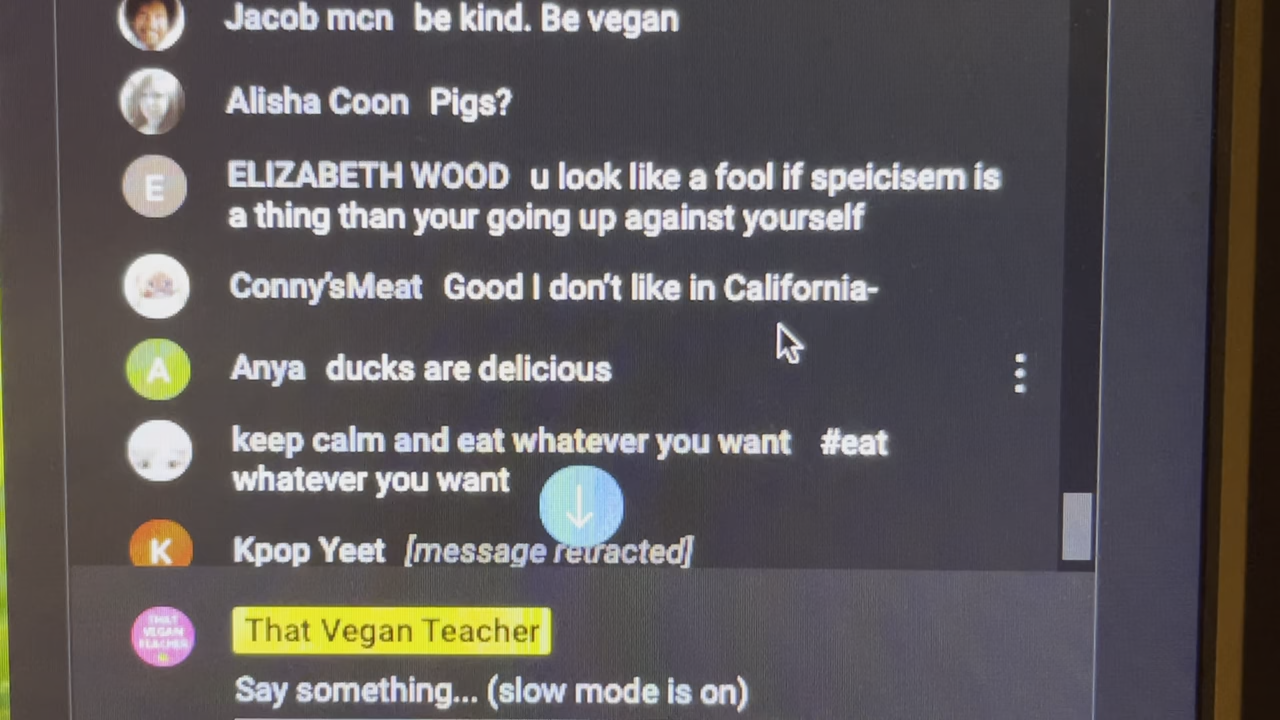 Jacob mcn be kind. Be vegan
Alisha Coon Pigs?
E
ELIZABETH WOOD u look like a fool if speicisem is
a thing than your going up against yourself
Conny'sMeat Good I don't like in California-
A
Anya ducks are delicious
keep calm and eat whatever you want #eat
whatever you want
K
Kpop Yeet [message retracted]
THAT
VEGAN
TEACHER
That Vegan Teacher
Say something... (slow mode is on)